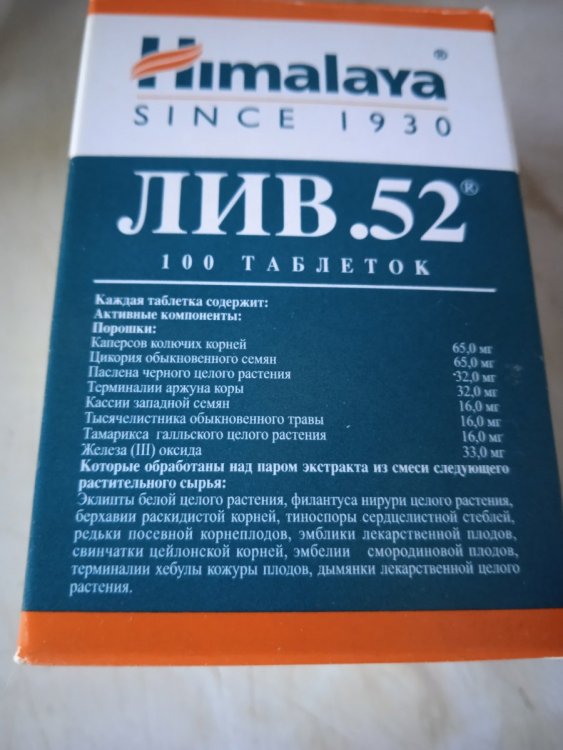 Himalaya®
SINCE 1930
ЛИВ.52®
100 ТАБЛЕТОК
Каждая таблетка содержит:
Активные компоненты:
Порошки:
Каперсов колючих корней 65,0 мг
Цикория обыкновенного семян 65,0 мг
Паслена черного целого растения 32,0 мг
Терминалии аржуна коры 32,0 мг
Кассии западной семян 16,0 мг
Тысячелистника обыкновенного травы 16,0 мг
Тамарикса галльского целого растения 16,0 мг
Железа (III) оксида 33,0 мг
Которые обработаны над паром экстракта из смеси следующего
растительного сырья:
Эклипты белой целого растения, филантуса нирури целого растения,
берхавии раскидистой корней, тиноспоры сердцелистной стеблей,
редьки посевной корнеплодов, эмблики лекарственной плодов,
свинчатки цейлонской корней, эмбелии смородиновой плодов,
терминалии хебулы кожуры плодов, дымянки лекарственной целого
растения.